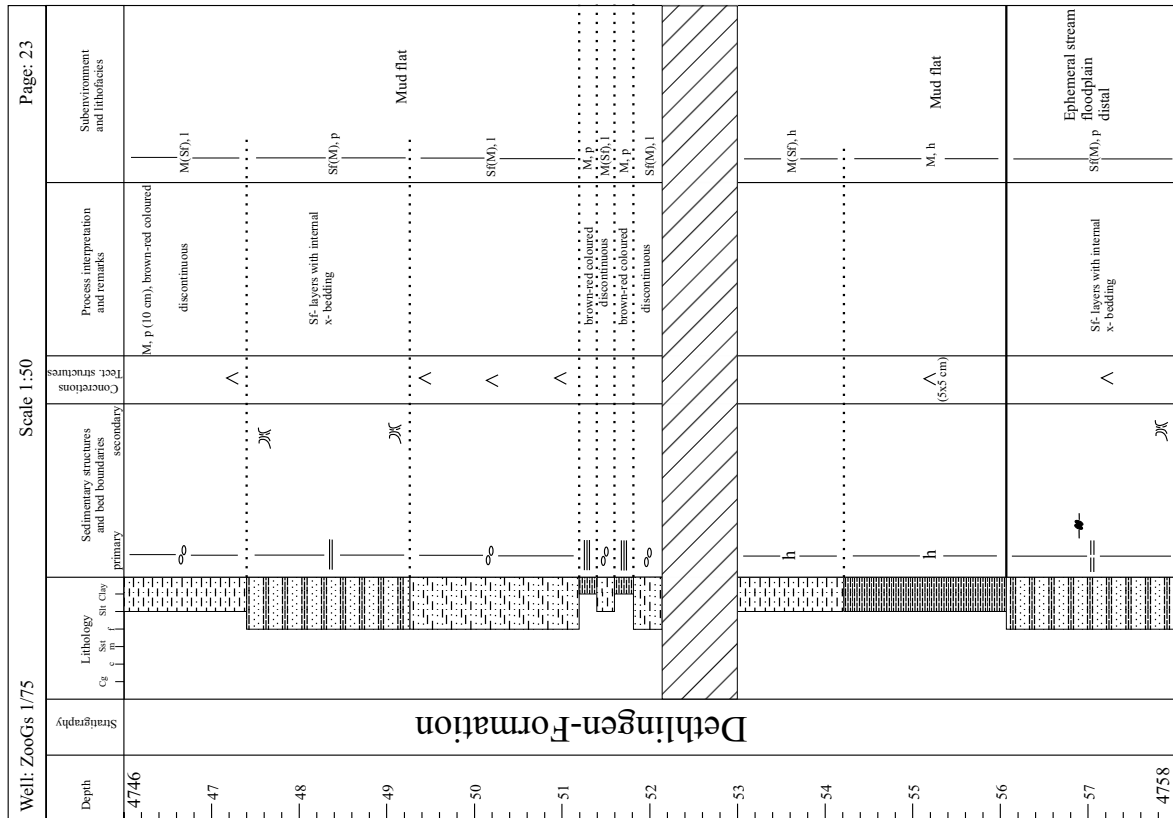 Well: ZooGs 1/75
Scale 1:50
Page: 23
Depth
Stratigraphy
Lithology
Cg
c
Sst
m
f
Slt
Clay
Sedimentary structures
and bed boundaries
primary
secondary
Concretions
Tect. structures
Process interpretation
and remarks
Subenvironment
and lithofacies
4746
47
48
49
50
51
52
53
54
55
56
57
4758
Dethlingen-Formation
h
h
(5x5 cm)
M, p (10 cm), brown-red coloured
discontinuous
Sf- layers with internal
x- bedding
brown-red coloured
discontinuous
brown-red coloured
discontinuous
Sf- layers with internal
x- bedding
M(Sf), l
Sf(M), p
Sf(M), l
M, p
M(Sf), l
M, p
Sf(M), l
M(Sf), h
M, h
Sf(M), p
Mud flat
Mud flat
Ephemeral stream
floodplain
distal